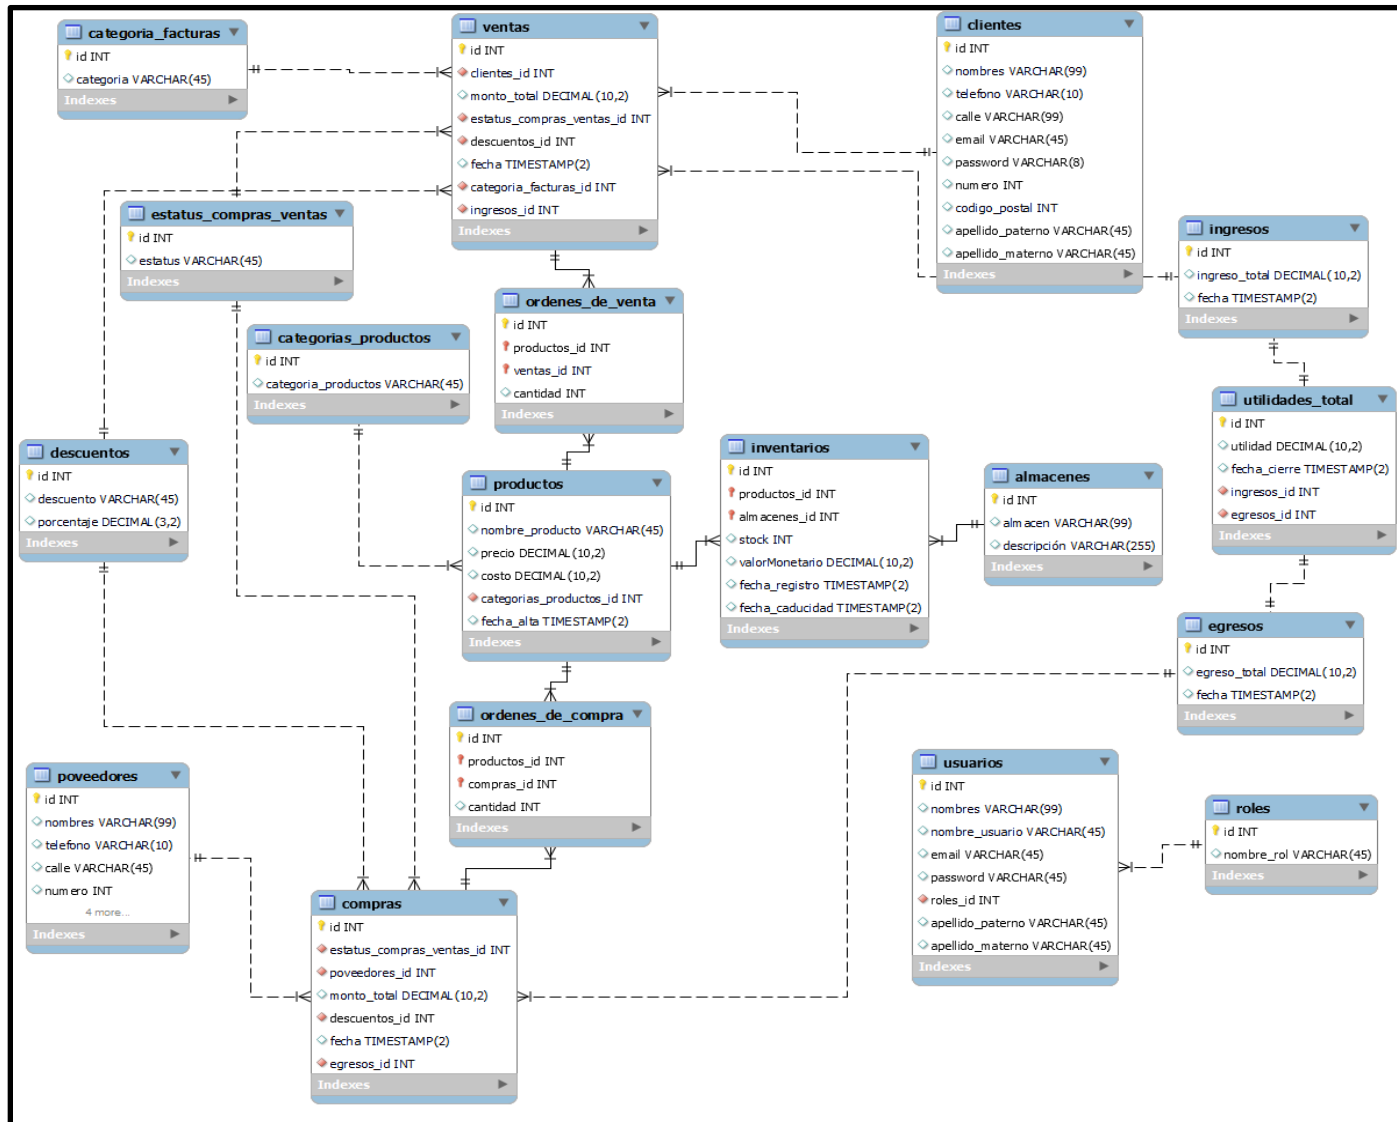 categoria_facturas
id INT
categoria VARCHAR(45)
Indexes
ventas
id INT
clientes_id INT
monto_total DECIMAL(10,2)
estatus_compras_ventas_id INT
descuentos_id INT
fecha TIMESTAMP(2)
categoria_facturas_id INT
ingresos_id INT
Indexes
clientes
id INT
nombres VARCHAR(99)
telefono VARCHAR(10)
calle VARCHAR(99)
email VARCHAR(45)
password VARCHAR(8)
numero INT
codigo_postal INT
apellido_paterno VARCHAR(45)
apellido_materno VARCHAR(45)
Indexes
estatus_compras_ventas
id INT
estatus VARCHAR(45)
Indexes
ingresos
id INT
ingreso_total DECIMAL(10,2)
fecha TIMESTAMP(2)
Indexes
ordenes_de_venta
id INT
productos_id INT
ventas_id INT
cantidad INT
Indexes
categorias_productos
id INT
categoria_productos VARCHAR(45)
Indexes
utilidades_total
id INT
utilidad DECIMAL(10,2)
fecha_cierre TIMESTAMP(2)
ingresos_id INT
egresos_id INT
Indexes
descuentos
id INT
descuento VARCHAR(45)
porcentaje DECIMAL(3,2)
Indexes
productos
id INT
nombre_producto VARCHAR(45)
precio DECIMAL(10,2)
costo DECIMAL(10,2)
categorias_productos_id INT
fecha_alta TIMESTAMP(2)
Indexes
inventarios
id INT
productos_id INT
almacenes_id INT
stock INT
valorMonetario DECIMAL(10,2)
fecha_registro TIMESTAMP(2)
fecha_caducidad TIMESTAMP(2)
Indexes
almacenes
id INT
almacen VARCHAR(99)
descripción VARCHAR(255)
Indexes
egresos
id INT
egreso_total DECIMAL(10,2)
fecha TIMESTAMP(2)
Indexes
ordenes_de_compra
id INT
productos_id INT
compras_id INT
cantidad INT
Indexes
poveedores
id INT
nombres VARCHAR(99)
telefono VARCHAR(10)
calle VARCHAR(45)
numero INT
4 more...
Indexes
usuarios
id INT
nombres VARCHAR(99)
nombre_usuario VARCHAR(45)
email VARCHAR(45)
password VARCHAR(45)
roles_id INT
apellido_paterno VARCHAR(45)
apellido_materno VARCHAR(45)
Indexes
roles
id INT
nombre_rol VARCHAR(45)
Indexes
compras
id INT
estatus_compras_ventas_id INT
poveedores_id INT
monto_total DECIMAL(10,2)
descuentos_id INT
fecha TIMESTAMP(2)
egresos_id INT
Indexes